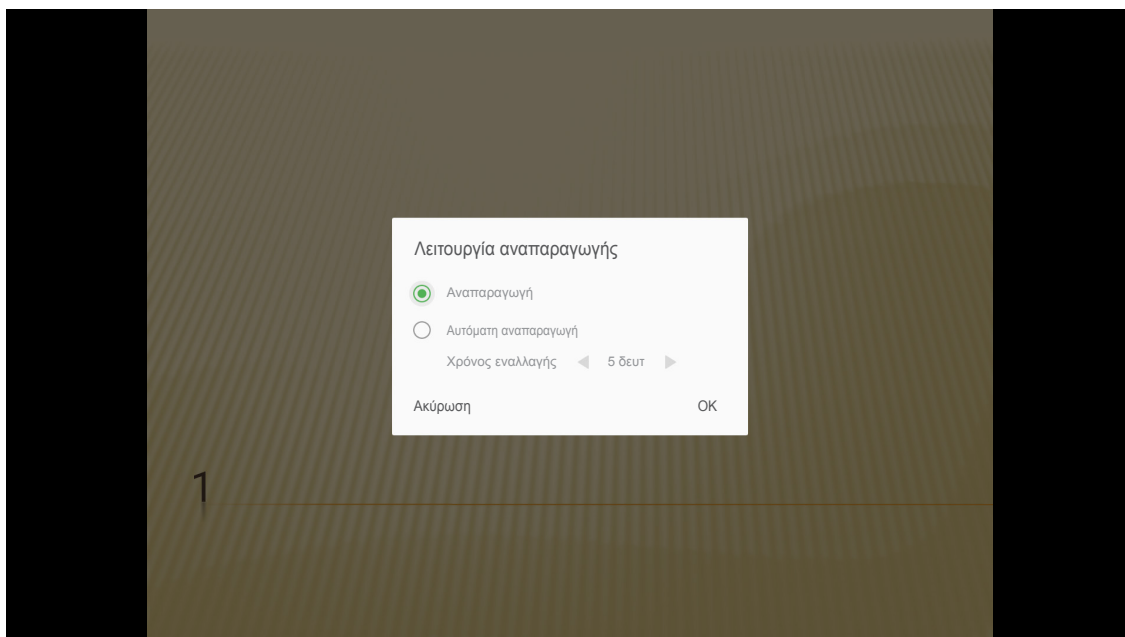 Λειτουργία αναπαραγωγής
Αναπαραγωγή
Αυτόματη αναπαραγωγή
Χρόνος εναλλαγής 5 δευτ
Ακύρωση OK
1